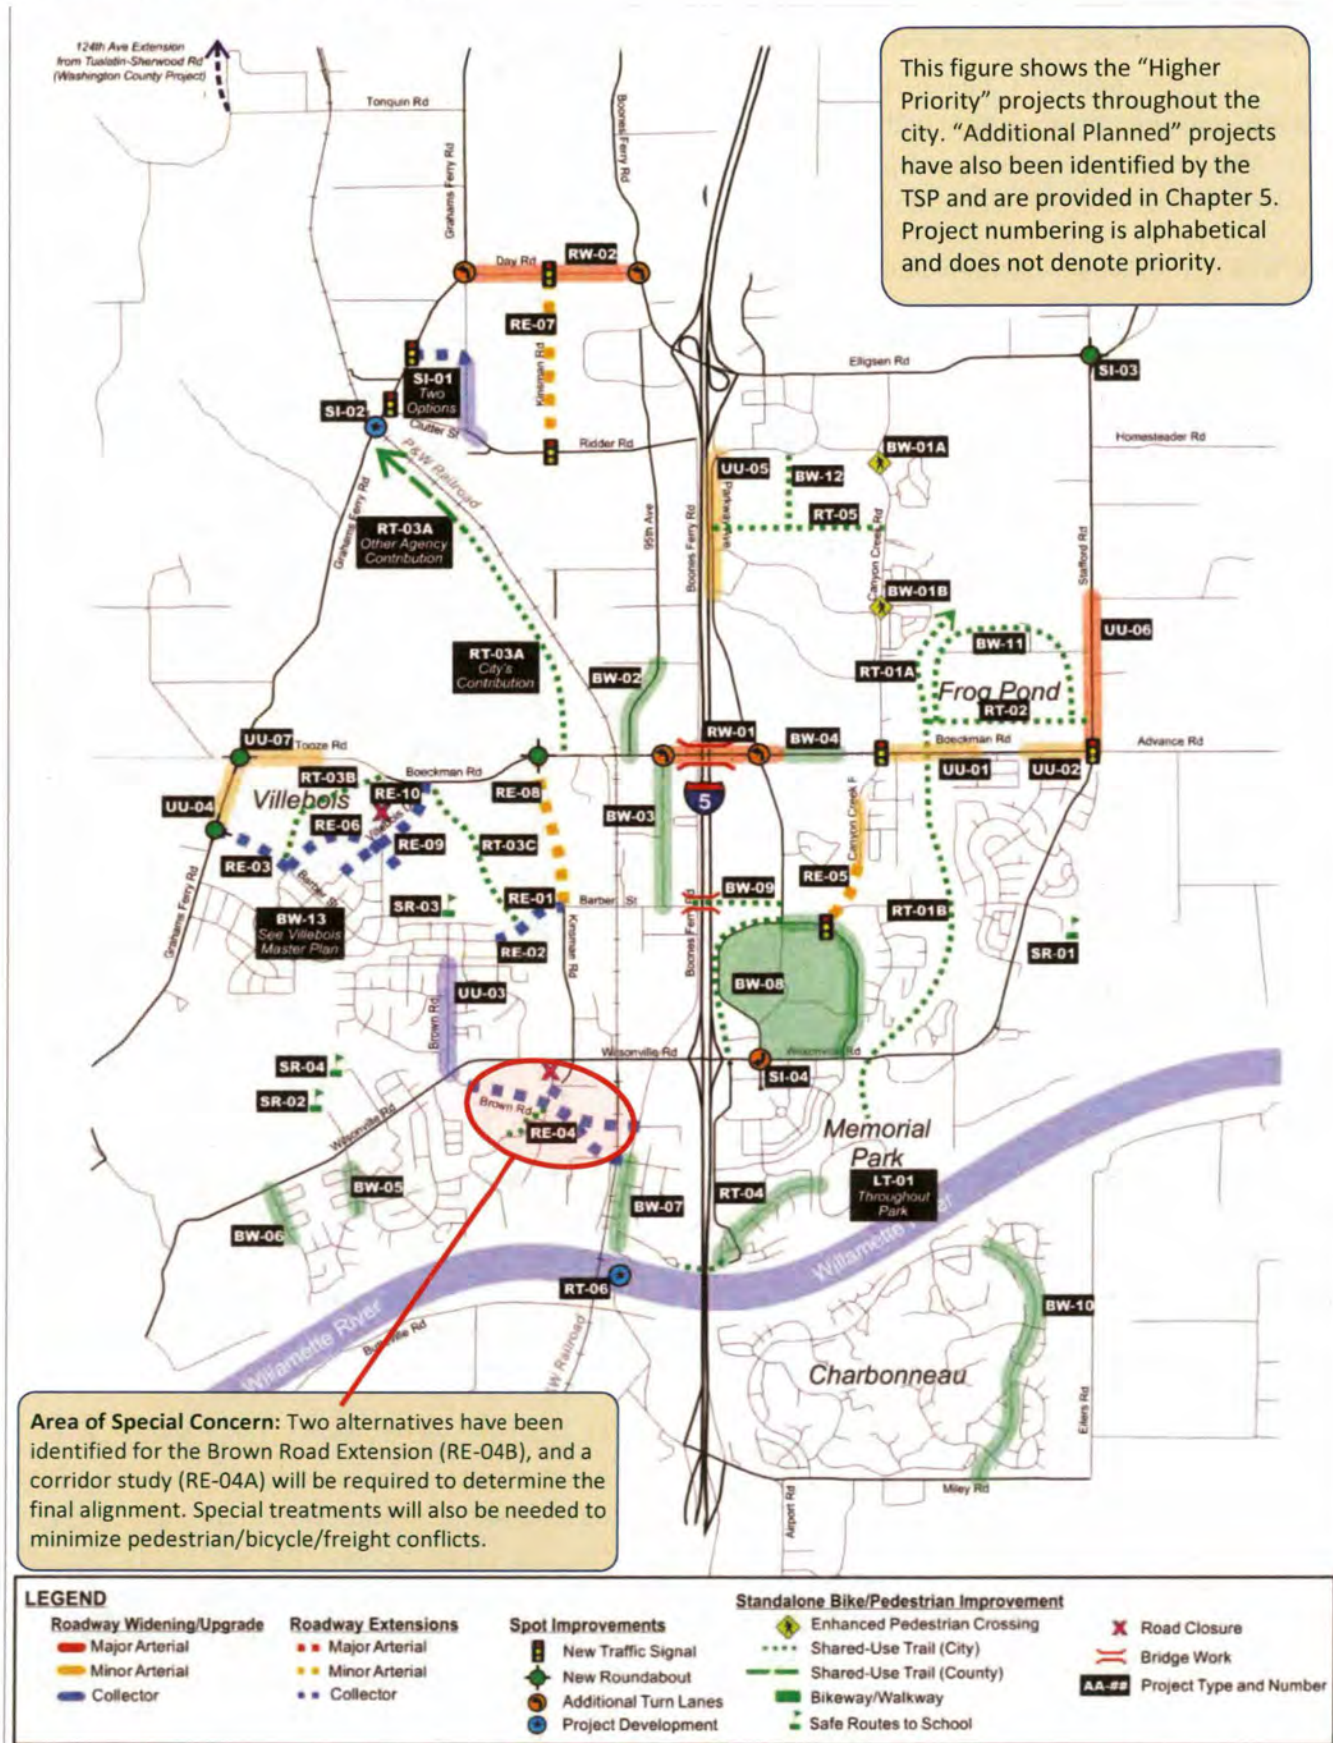 124th Ave Extension
from Tualatin-Sherwood Rd
(Washington County Project)
This figure shows the “Higher
Priority” projects throughout the
city. “Additional Planned” projects
have also been identified by the
TSP and are provided in Chapter 5.
Project numbering is alphabetical
and does not denote priority.
Tonquin Rd
Grahams Ferry Rd
Boones Ferry Rd
Day Rd
RW-02
RE-07
Kinsman Rd
Elligsen Rd
SI-03
SI-01
Two
Options
SI-02
Clutter St
Ridder Rd
Homesteader Rd
P&W Railroad
BW-01A
UU-05
BW-12
RT-05
Parkway Ave
95th Ave
Boones Ferry Rd
Canyon Creek Rd
Stafford Rd
Grahams Ferry Rd
RT-03A
Other Agency
Contribution
BW-01B
UU-06
BW-11
RT-03A
City's
Contribution
BW-02
RT-01A
Frog Pond
RT-02
UU-07
Tooze Rd
RW-01
BW-04
Boeckman Rd
Advance Rd
UU-01
UU-02
RT-03B
Boeckman Rd
Villebois
RE-10
RE-08
5
UU-04
RE-06
BW-03
RE-09
RT-03C
RE-03
Barber St
RE-05
BW-09
SR-03
RE-01
Barber St
RT-01B
BW-13
See Villebois
Master Plan
RE-02
Kinsman Rd
Grahams Ferry Rd
SR-01
UU-03
BW-08
Brown Rd
Wilsonville Rd
Wilsonville Rd
SR-04
SI-04
SR-02
Brown Rd
RE-04
Wilsonville Rd
Memorial
Park
BW-05
RT-04
LT-01
Throughout
Park
BW-07
BW-06
Willamette River
RT-06
BW-10
Willamette River
Charbonneau
Eilers Rd
Miley Rd
Airport Rd
Area of Special Concern: Two alternatives have been
identified for the Brown Road Extension (RE-04B), and a
corridor study (RE-04A) will be required to determine the
final alignment. Special treatments will also be needed to
minimize pedestrian/bicycle/freight conflicts.
LEGEND
Roadway Widening/Upgrade
Major Arterial
Minor Arterial
Collector
Roadway Extensions
Major Arterial
Minor Arterial
Collector
Spot Improvements
New Traffic Signal
New Roundabout
Additional Turn Lanes
Project Development
Standalone Bike/Pedestrian Improvement
Enhanced Pedestrian Crossing
Shared-Use Trail (City)
Shared-Use Trail (County)
Bikeway/Walkway
Safe Routes to School
Road Closure
Bridge Work
AA-## Project Type and Number